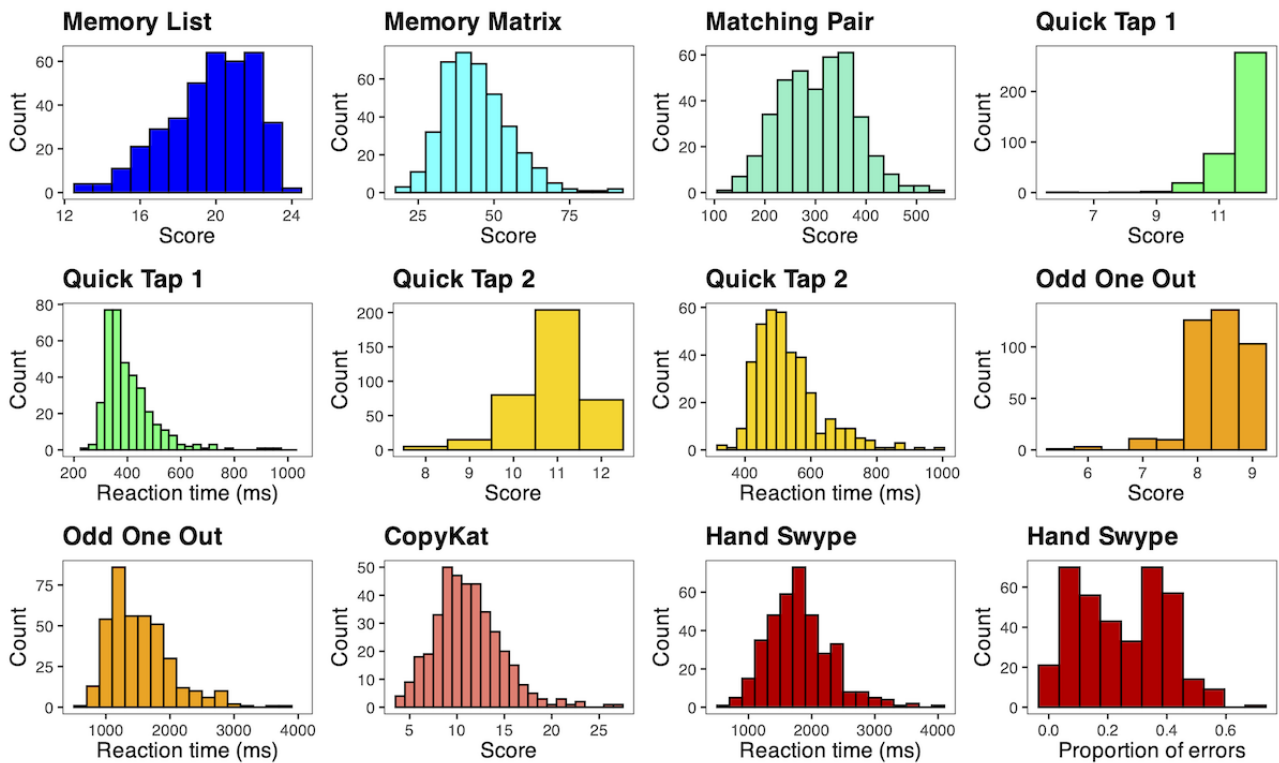 Memory List
Memory Matrix
Matching Pair
Quick Tap 1
Count
60
40
20
0
12 16 20 24
Score
Count
60
40
20
0
25 50 75
Score
Count
60
40
20
0
100 200 300 400 500
Score
Count
200
100
0
7 9 11
Score
Quick Tap 1
Quick Tap 2
Quick Tap 2
Odd One Out
Count
80
60
40
20
0
200 400 600 800 1000
Reaction time (ms)
Count
200
150
100
50
0
8 9 10 11 12
Score
Count
60
40
20
0
400 600 800 1000
Reaction time (ms)
Count
100
50
0
6 7 8 9
Score
Odd One Out
CopyKat
Hand Swype
Hand Swype
Count
75
50
25
0
1000 2000 3000 4000
Reaction time (ms)
Count
50
40
30
20
10
0
5 10 15 20 25
Score
Count
60
40
20
0
1000 2000 3000 4000
Reaction time (ms)
Count
60
40
20
0
0.0 0.2 0.4 0.6
Proportion of errors